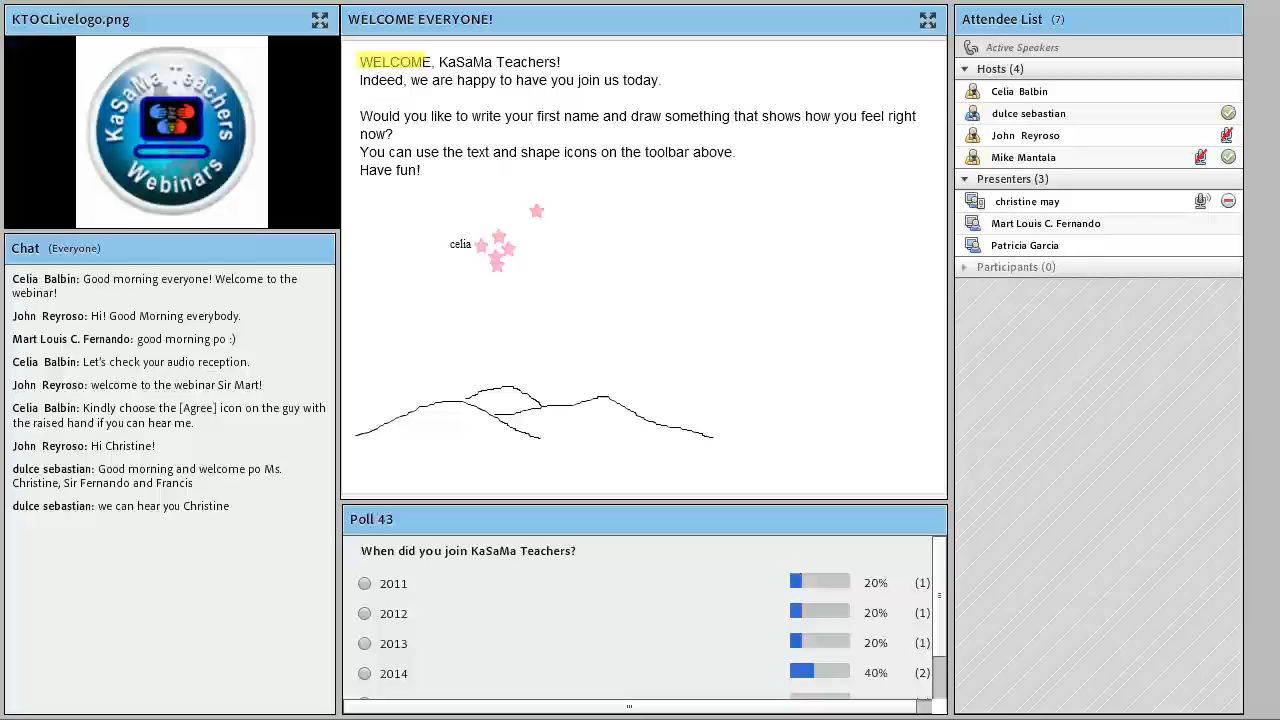 KTOCLivelogo.png
KaSaMa Teachers
Webinars
Chat (Everyone)
Celia Balbin: Good morning everyone! Welcome to the
webinar!
John Reyroso: Hi! Good Morning everybody.
Mart Louis C. Fernando: good morning po :)
Celia Balbin: Let's check your audio reception.
John Reyroso: welcome to the webinar Sir Mart!
Celia Balbin: Kindly choose the [Agree] icon on the guy with
the raised hand if you can hear me.
John Reyroso: Hi Christine!
dulce sebastian: Good morning and welcome po Ms.
Christine, Sir Fernando and Francis
dulce sebastian: we can hear you Christine
WELCOME EVERYONE!
WELCOME, KaSaMa Teachers!
Indeed, we are happy to have you join us today.
Would you like to write your first name and draw something that shows how you feel right
now?
You can use the text and shape icons on the toolbar above.
Have fun!
celia
Poll 43
When did you join KaSaMa Teachers?
2011 20% (1)
2012 20% (1)
2013 20% (1)
2014 40% (2)
Attendee List (7)
Active Speakers
Hosts (4)
Celia Balbin
dulce sebastian
John Reyroso
Mike Mantala
Presenters (3)
christine may
Mart Louis C. Fernando
Patricia Garcia
Participants (0)